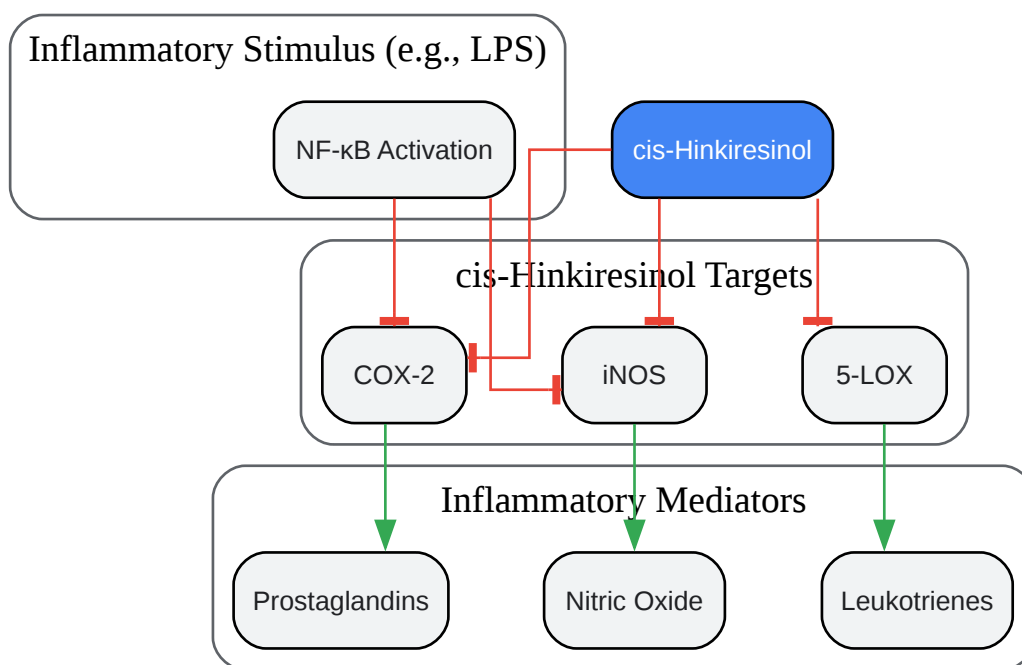 Inflammatory Stimulus (e.g., LPS)
NF-κB Activation
cis-Hinkiresinol
cis-Hinkiresinol Targets
COX-2
iNOS
5-LOX
Inflammatory Mediators
Prostaglandins
Nitric Oxide
Leukotrienes